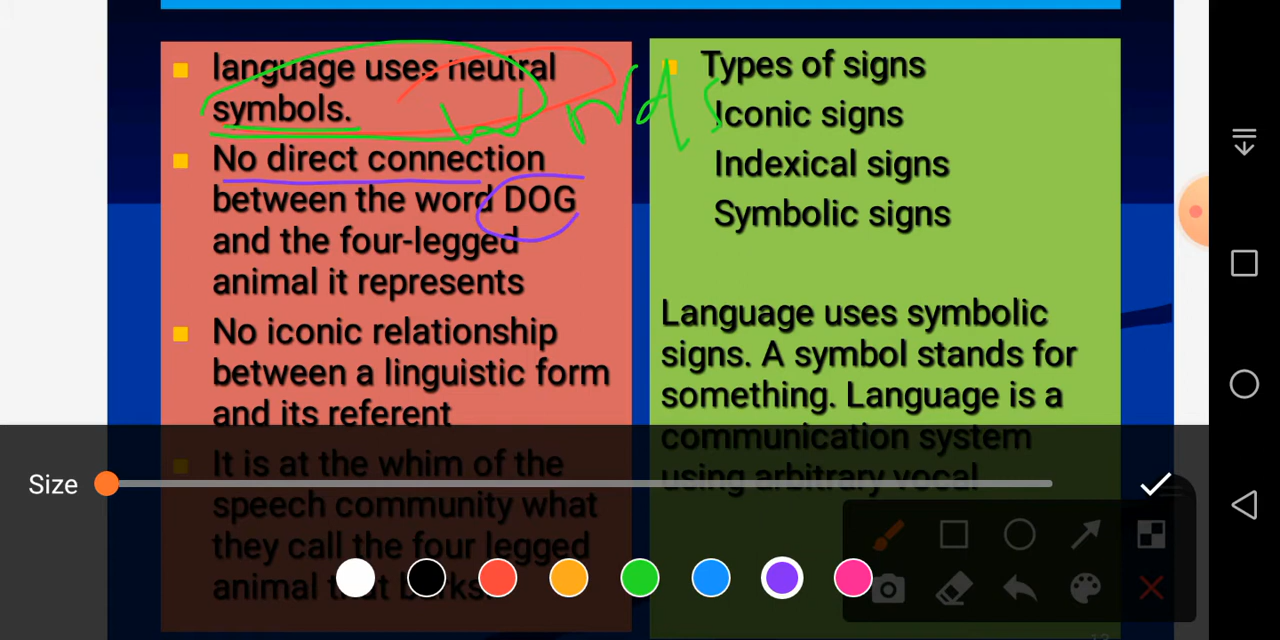 language uses neutral
symbols.
words
No direct connection
between the word DOG
and the four-legged
animal it represents
No iconic relationship
between a linguistic form
and its referent
It is at the whim of the
speech community what
they call the four legged
animal that barks.
Types of signs
Iconic signs
Indexical signs
Symbolic signs
Language uses symbolic
signs. A symbol stands for
something. Language is a
communication system
using arbitrary vocal
Size